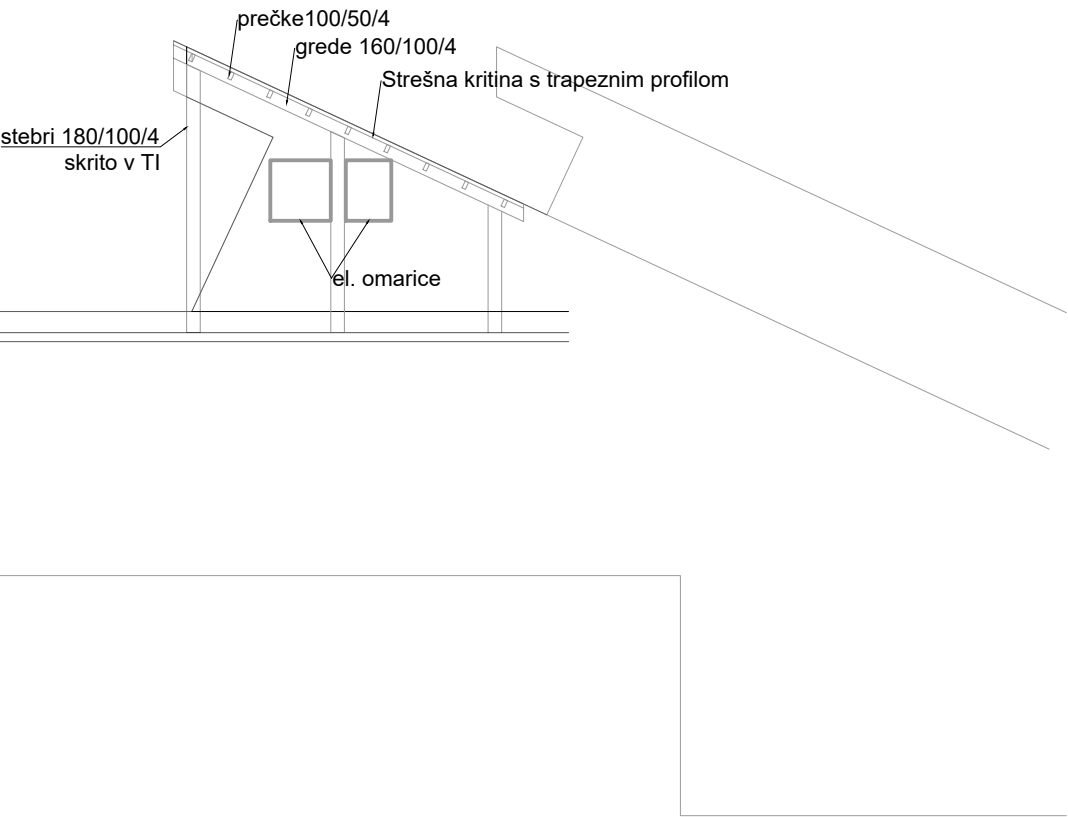 prečke100/50/4
grede 160/100/4
Strešna kritina s trapeznim profilom
stebri 180/100/4
skrito v TI
el. omarice